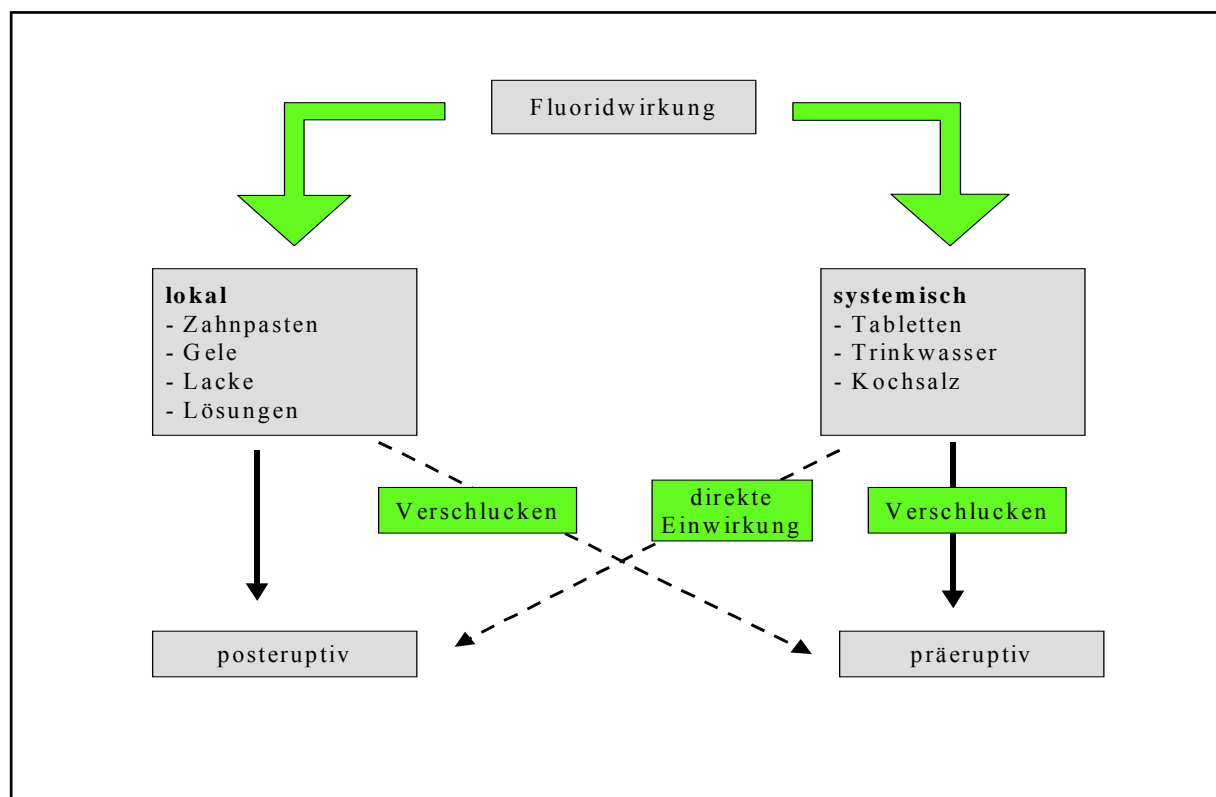 Fluoridwirkung
lokal
- Zahnpasten
- Gele
- Lacke
- Lösungen
systemisch
- Tabletten
- Trinkwasser
- Kochsalz
Verschlucken
direkte
Einwirkung
Verschlucken
posteruptiv
präeruptiv